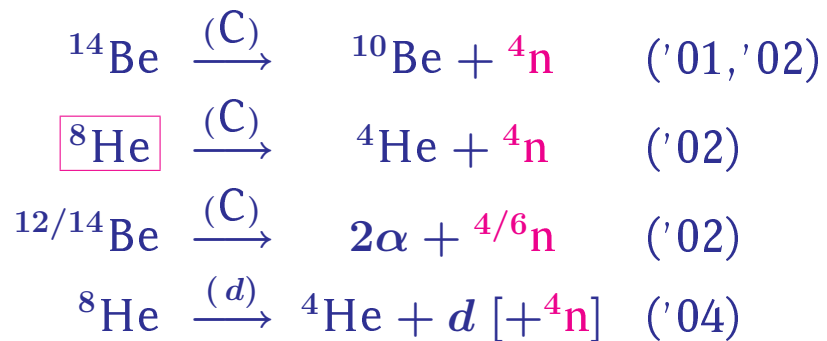 ¹⁴Be (C)⟶ ¹⁰Be + ⁴n ('01,'02)
⁸He (C)⟶ ⁴He + ⁴n ('02)
¹²/¹⁴Be (C)⟶ 2α + ⁴/⁶n ('02)
⁸He (d)⟶ ⁴He + d [+⁴n] ('04)